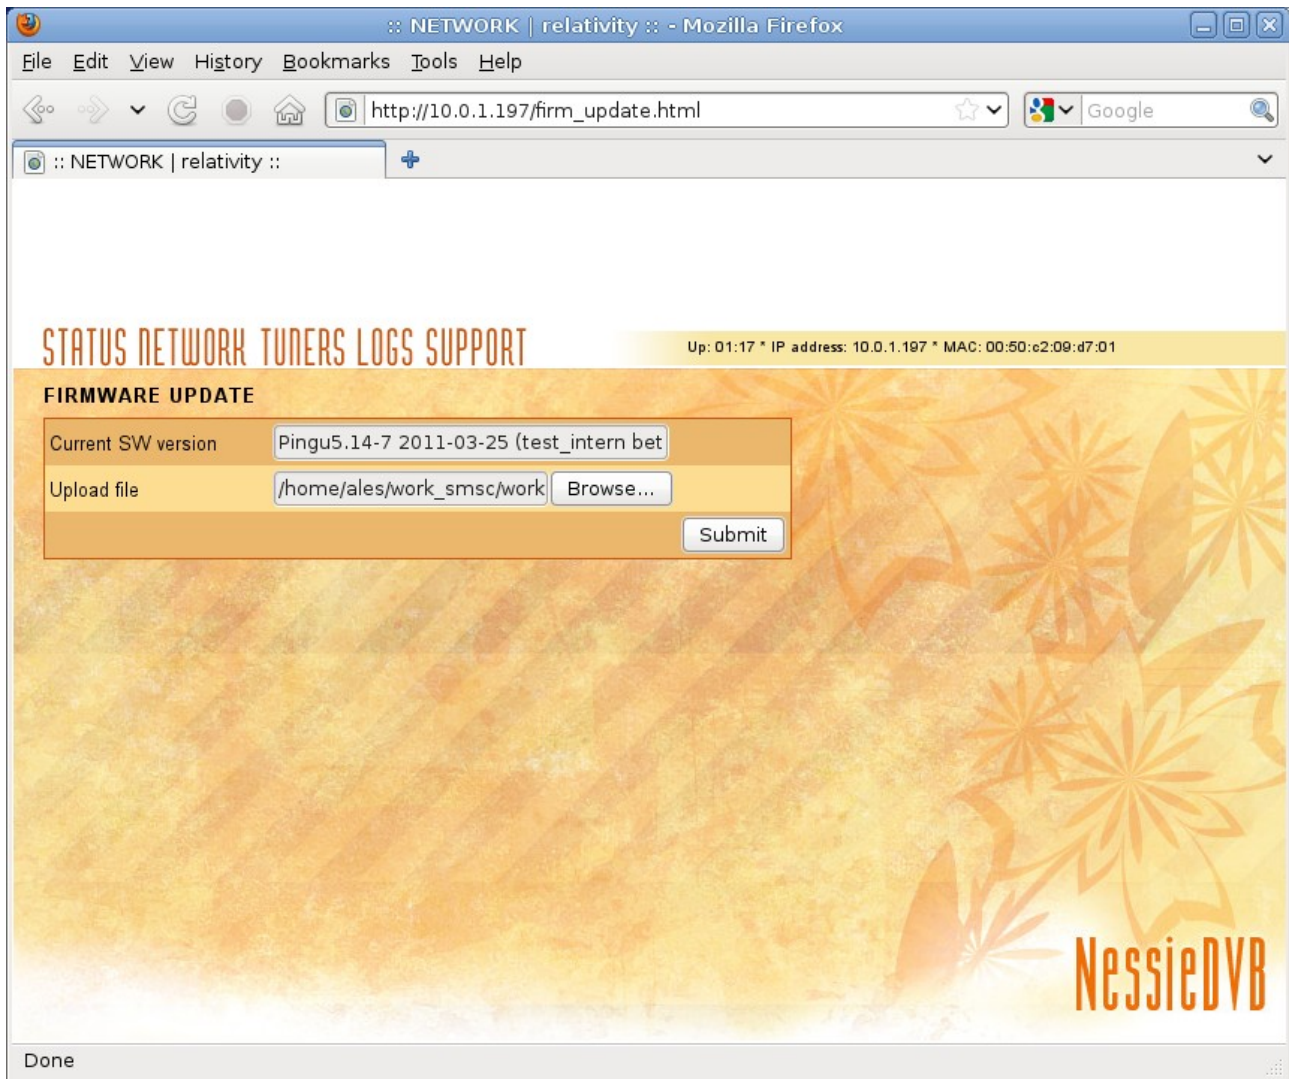 :: NETWORK | relativity :: - Mozilla Firefox
File Edit View History Bookmarks Tools Help
http://10.0.1.197/firm_update.html Google
:: NETWORK | relativity ::
STATUS NETWORK TUNERS LOGS SUPPORT
Up: 01:17 * IP address: 10.0.1.197 * MAC: 00:50:c2:09:d7:01
FIRMWARE UPDATE
Current SW version Pingu5.14-7 2011-03-25 (test_intern bet
Upload file /home/ales/work_smsc/work Browse...
Submit
NessieDVB
Done